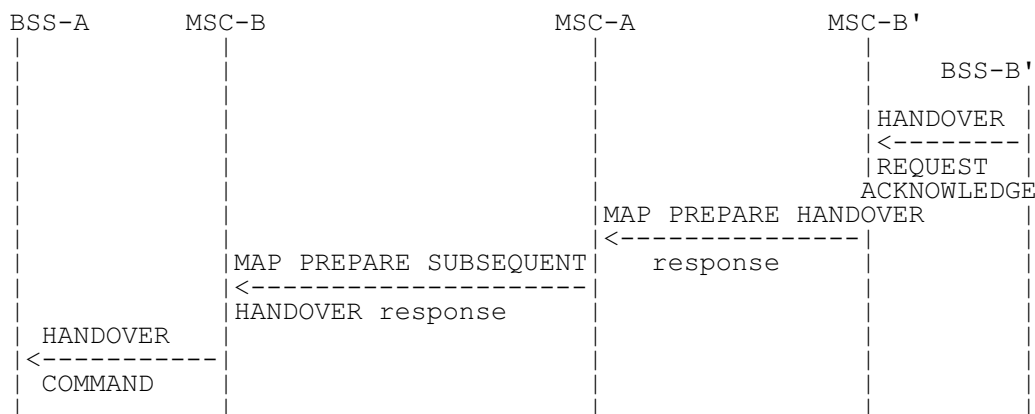 BSS-A MSC-B MSC-A MSC-B'
BSS-B'
HANDOVER
REQUEST
ACKNOWLEDGE
MAP PREPARE HANDOVER
response
MAP PREPARE SUBSEQUENT
HANDOVER response
HANDOVER
COMMAND